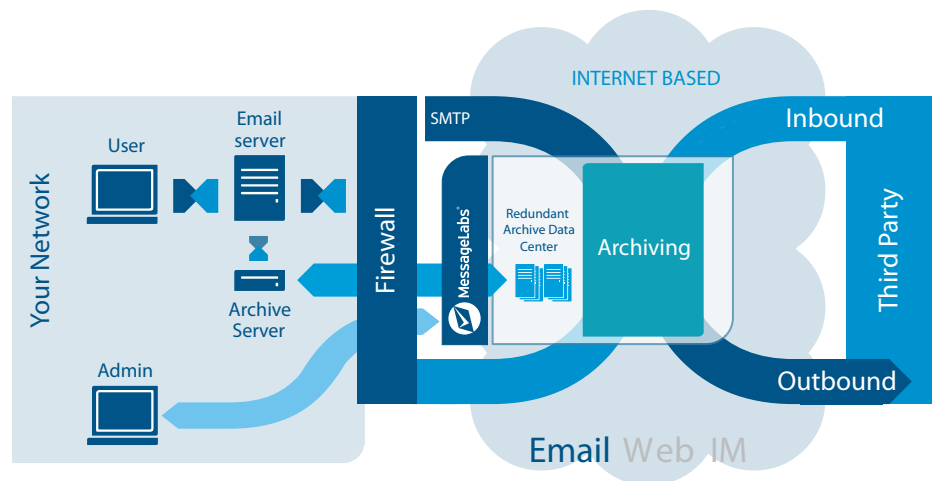 INTERNET BASED
SMTP
Inbound
Email
server
User
Your Network
Firewall
MessageLabs®
Redundant
Archive Data
Center
Archiving
Third Party
Archive
Server
Admin
Outbound
Email Web IM